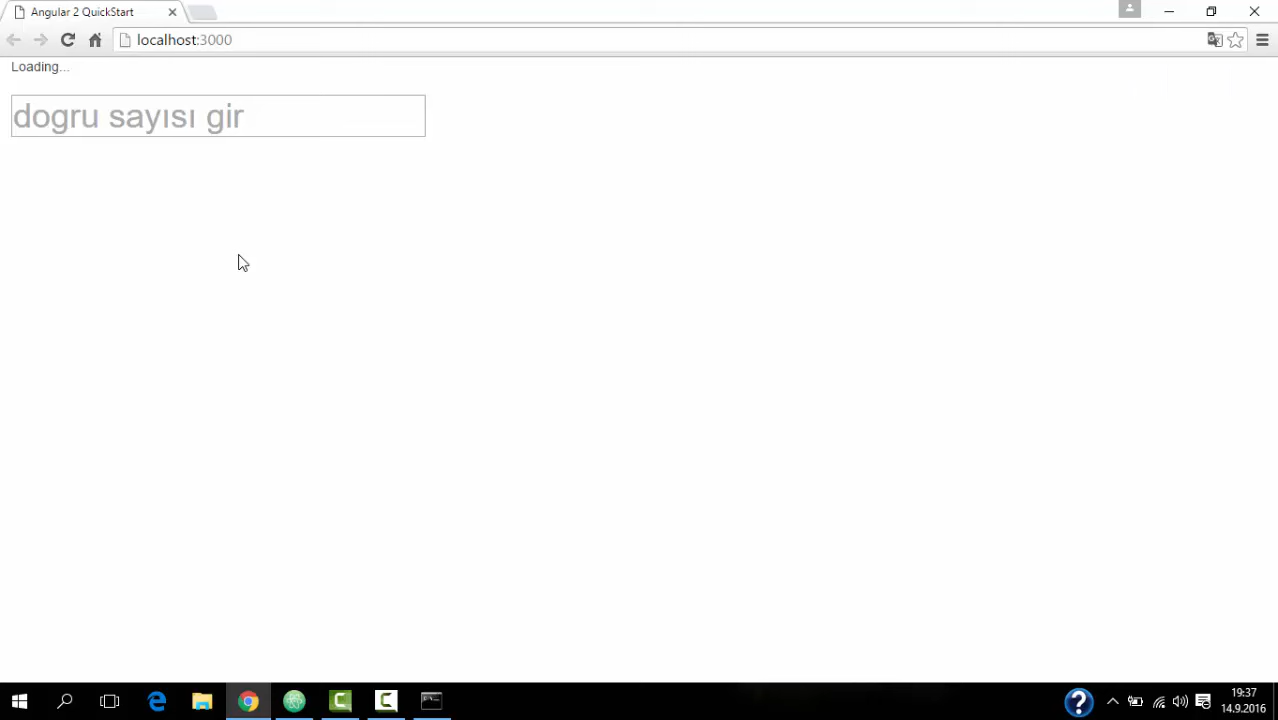 Angular 2 QuickStart
localhost:3000
Loading...
dogru sayısı gir
19:37
14.9.2016